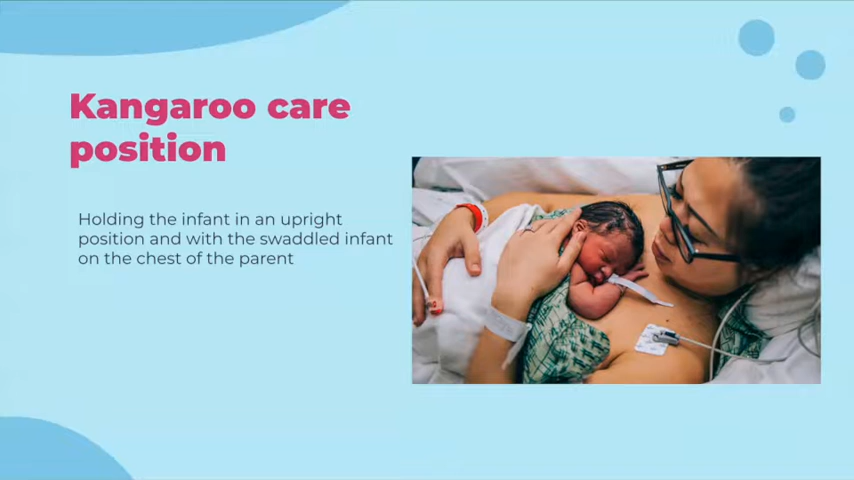 Kangaroo care
position
Holding the infant in an upright
position and with the swaddled infant
on the chest of the parent